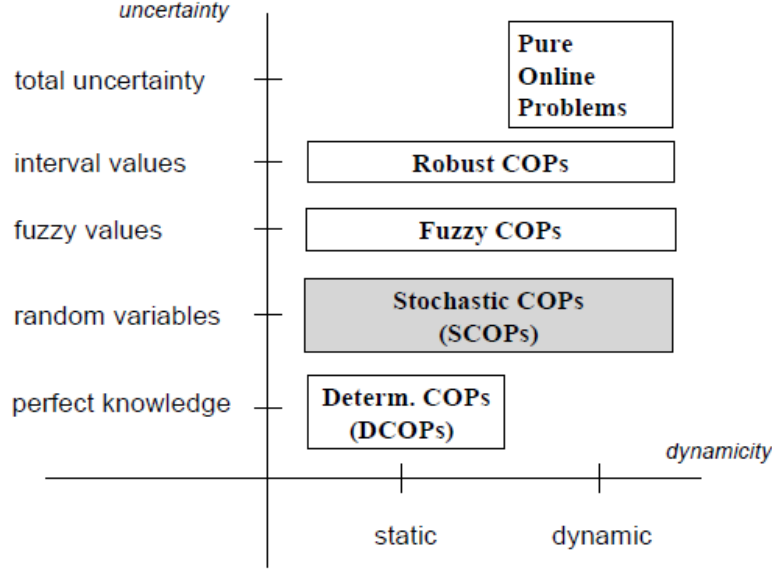 uncertainty
total uncertainty
Pure
Online
Problems
interval values
Robust COPs
fuzzy values
Fuzzy COPs
random variables
Stochastic COPs
(SCOPs)
perfect knowledge
Determ. COPs
(DCOPs)
dynamicity
static
dynamic